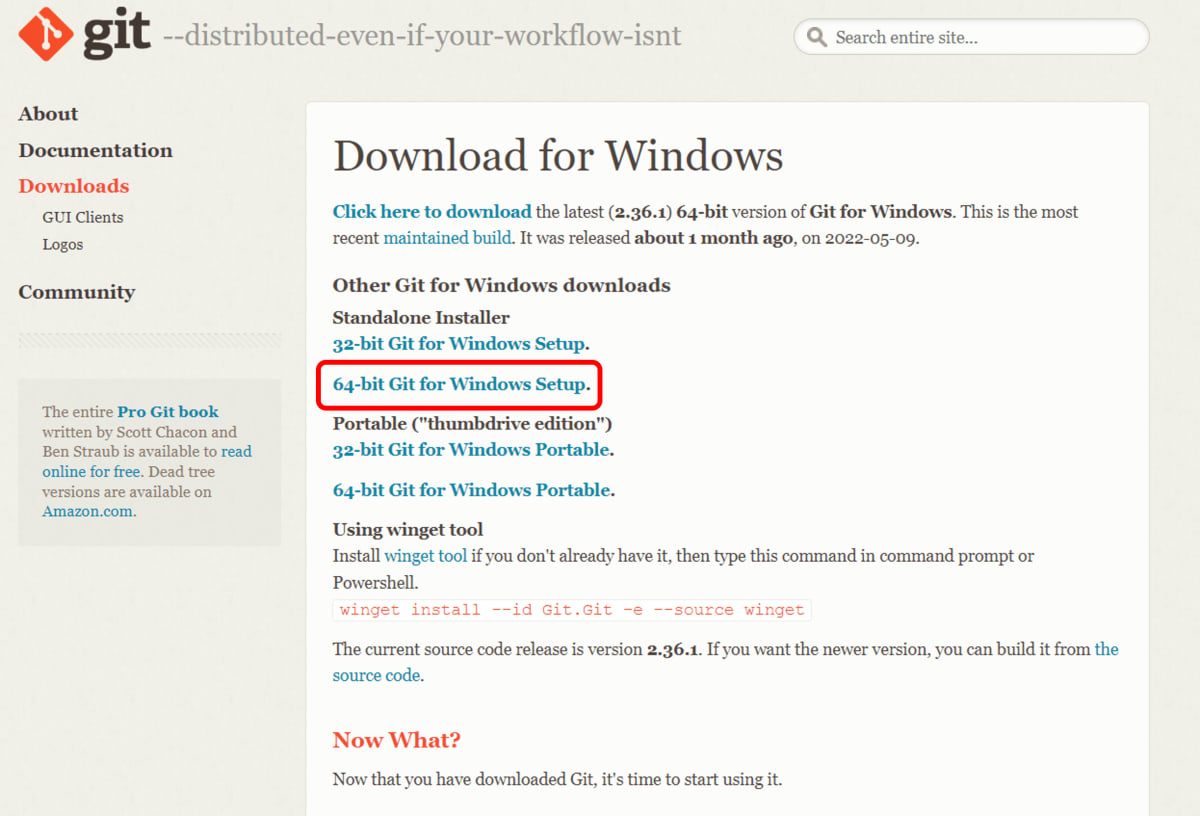 git --distributed-even-if-your-workflow-isnt
Search entire site...
About
Documentation
Downloads
GUI Clients
Logos
Community
The entire Pro Git book
written by Scott Chacon and
Ben Straub is available to read
online for free. Dead tree
versions are available on
Amazon.com.
Download for Windows
Click here to download the latest (2.36.1) 64-bit version of Git for Windows. This is the most
recent maintained build. It was released about 1 month ago, on 2022-05-09.
Other Git for Windows downloads
Standalone Installer
32-bit Git for Windows Setup.
64-bit Git for Windows Setup.
Portable ("thumbdrive edition")
32-bit Git for Windows Portable.
64-bit Git for Windows Portable.
Using winget tool
Install winget tool if you don't already have it, then type this command in command prompt or
Powershell.
winget install --id Git.Git -e --source winget
The current source code release is version 2.36.1. If you want the newer version, you can build it from the
source code.
Now What?
Now that you have downloaded Git, it's time to start using it.